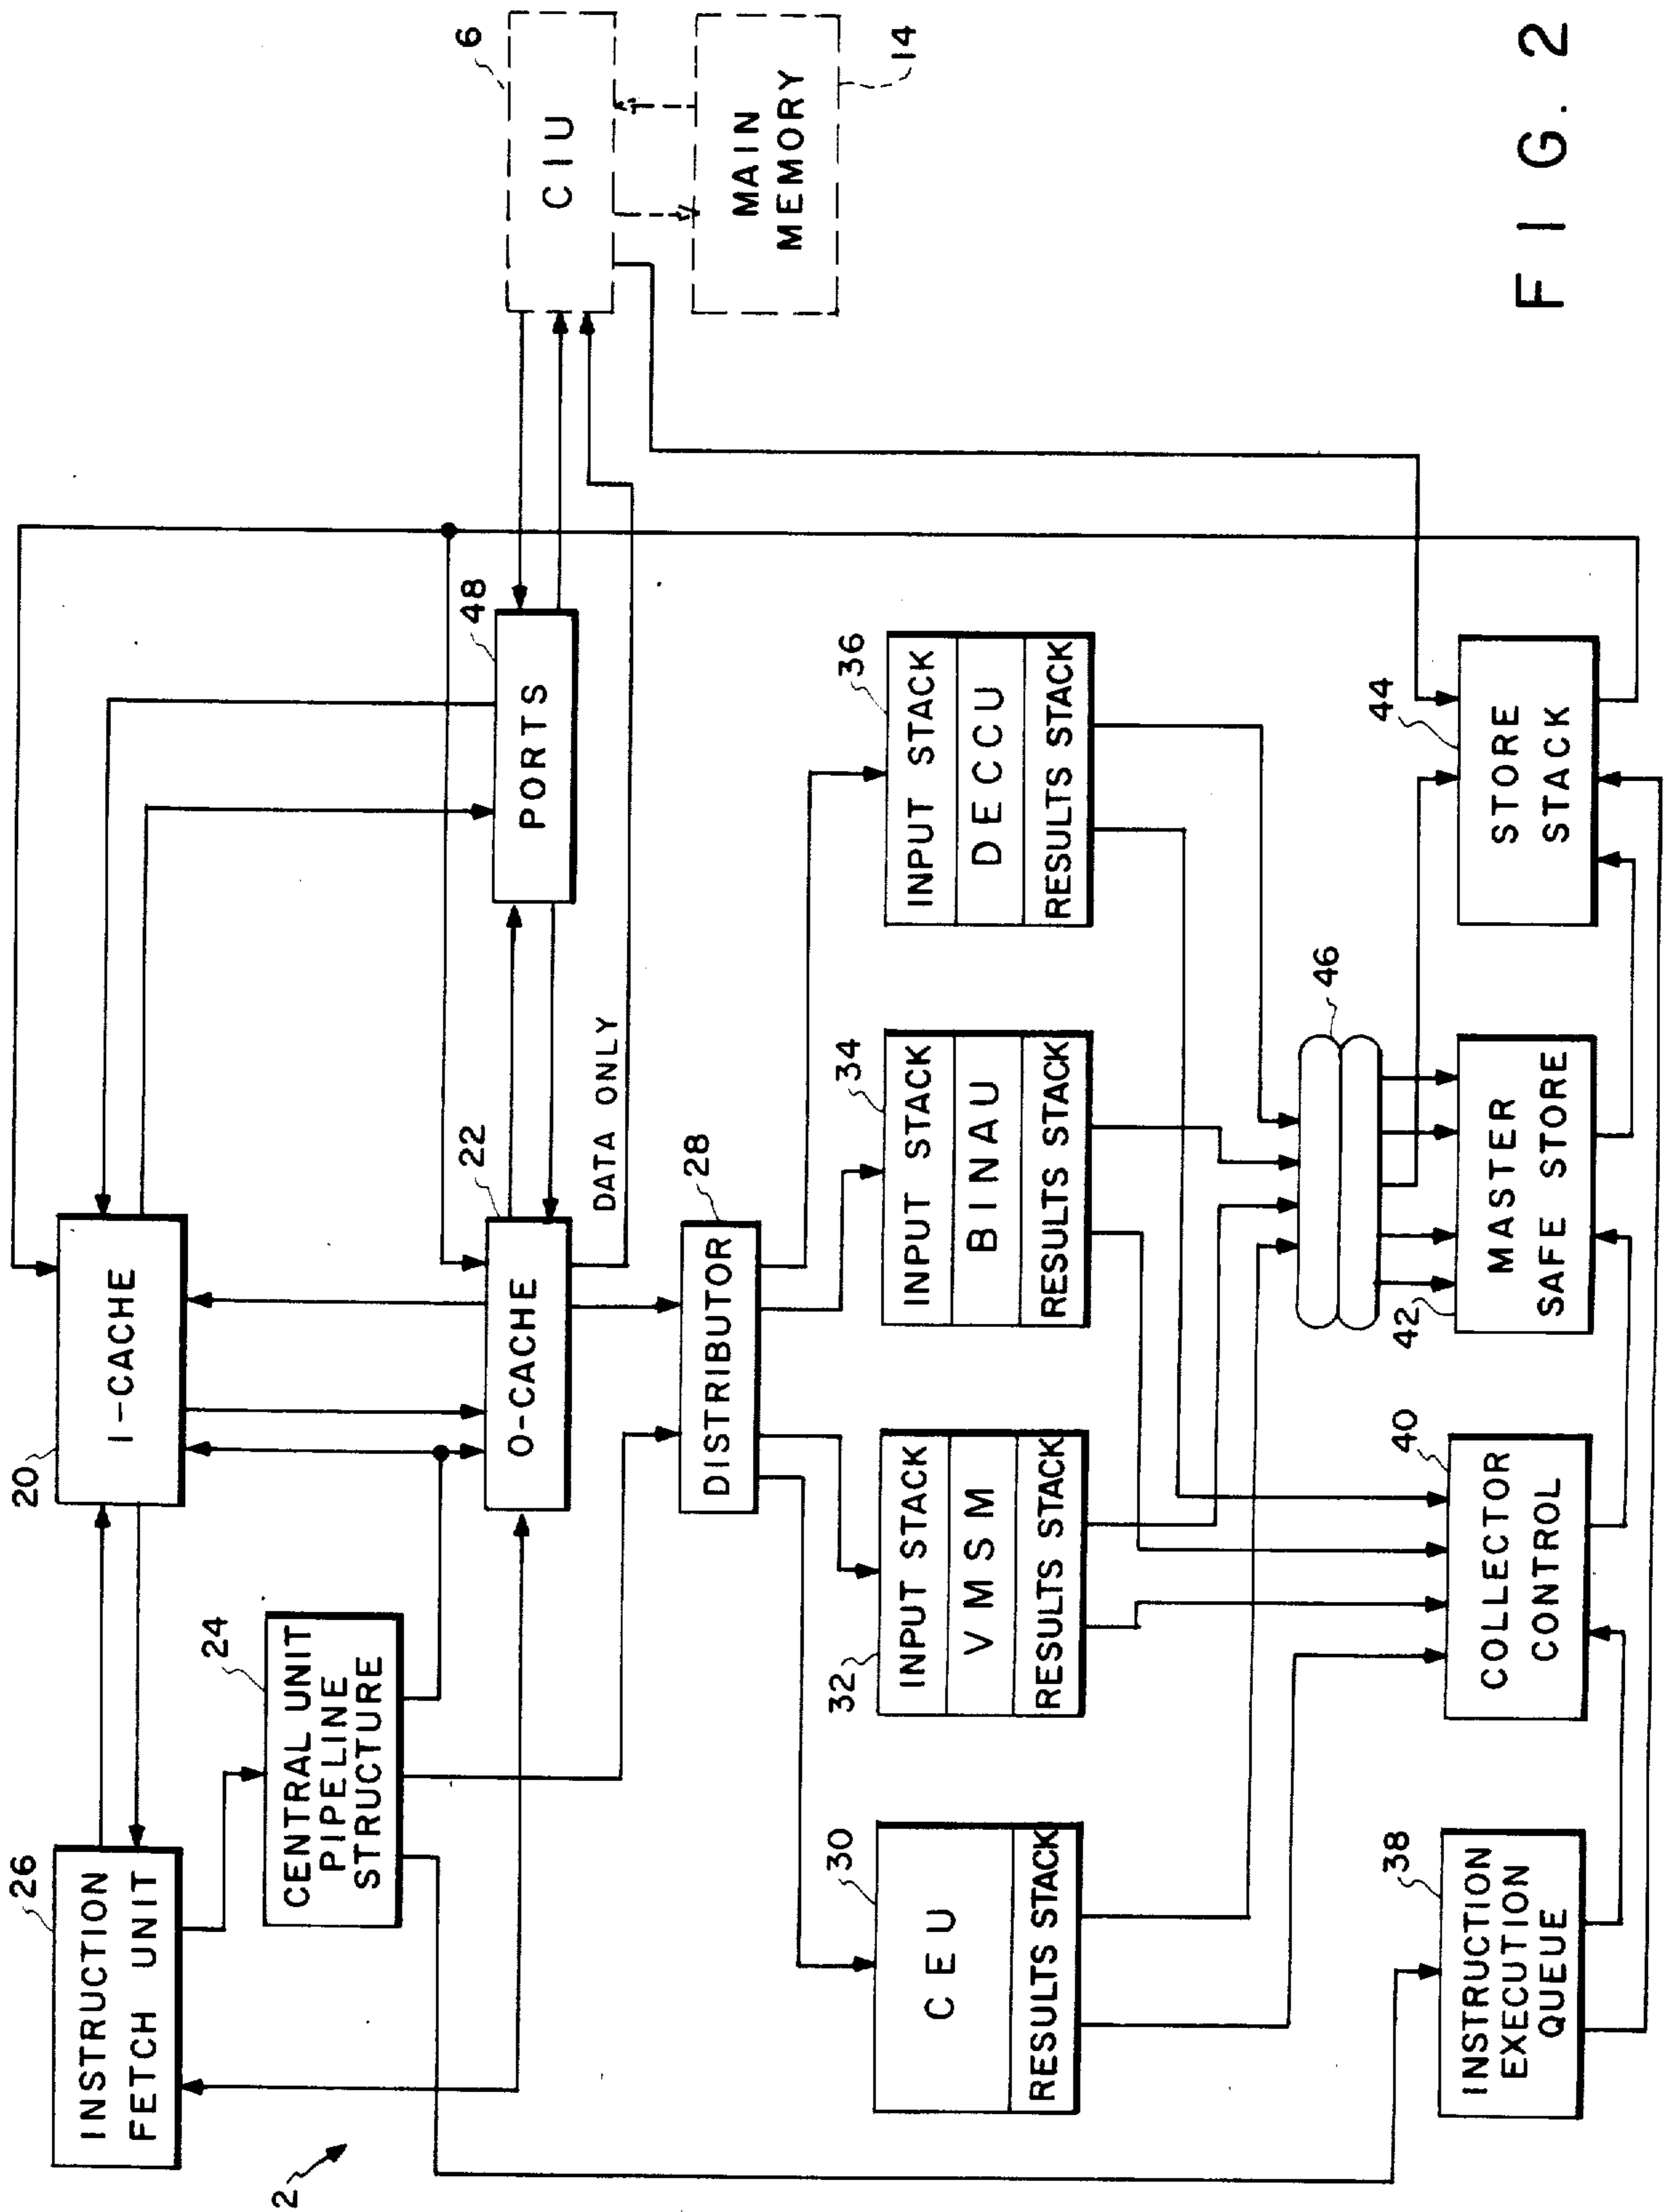 2
26
INSTRUCTION
FETCH UNIT
20
I-CACHE
24
CENTRAL UNIT
PIPELINE
STRUCTURE
22
O-CACHE
DATA ONLY
48
PORTS
6
CIU
MAIN
MEMORY
14
28
DISTRIBUTOR
30
CEU
RESULTS STACK
32
INPUT STACK
VMSM
RESULTS STACK
34
INPUT STACK
BINAU
RESULTS STACK
36
INPUT STACK
DECCU
RESULTS STACK
46
38
INSTRUCTION
EXECUTION
QUEUE
40
COLLECTOR
CONTROL
42
MASTER
SAFE STORE
44
STORE
STACK
FIG. 2